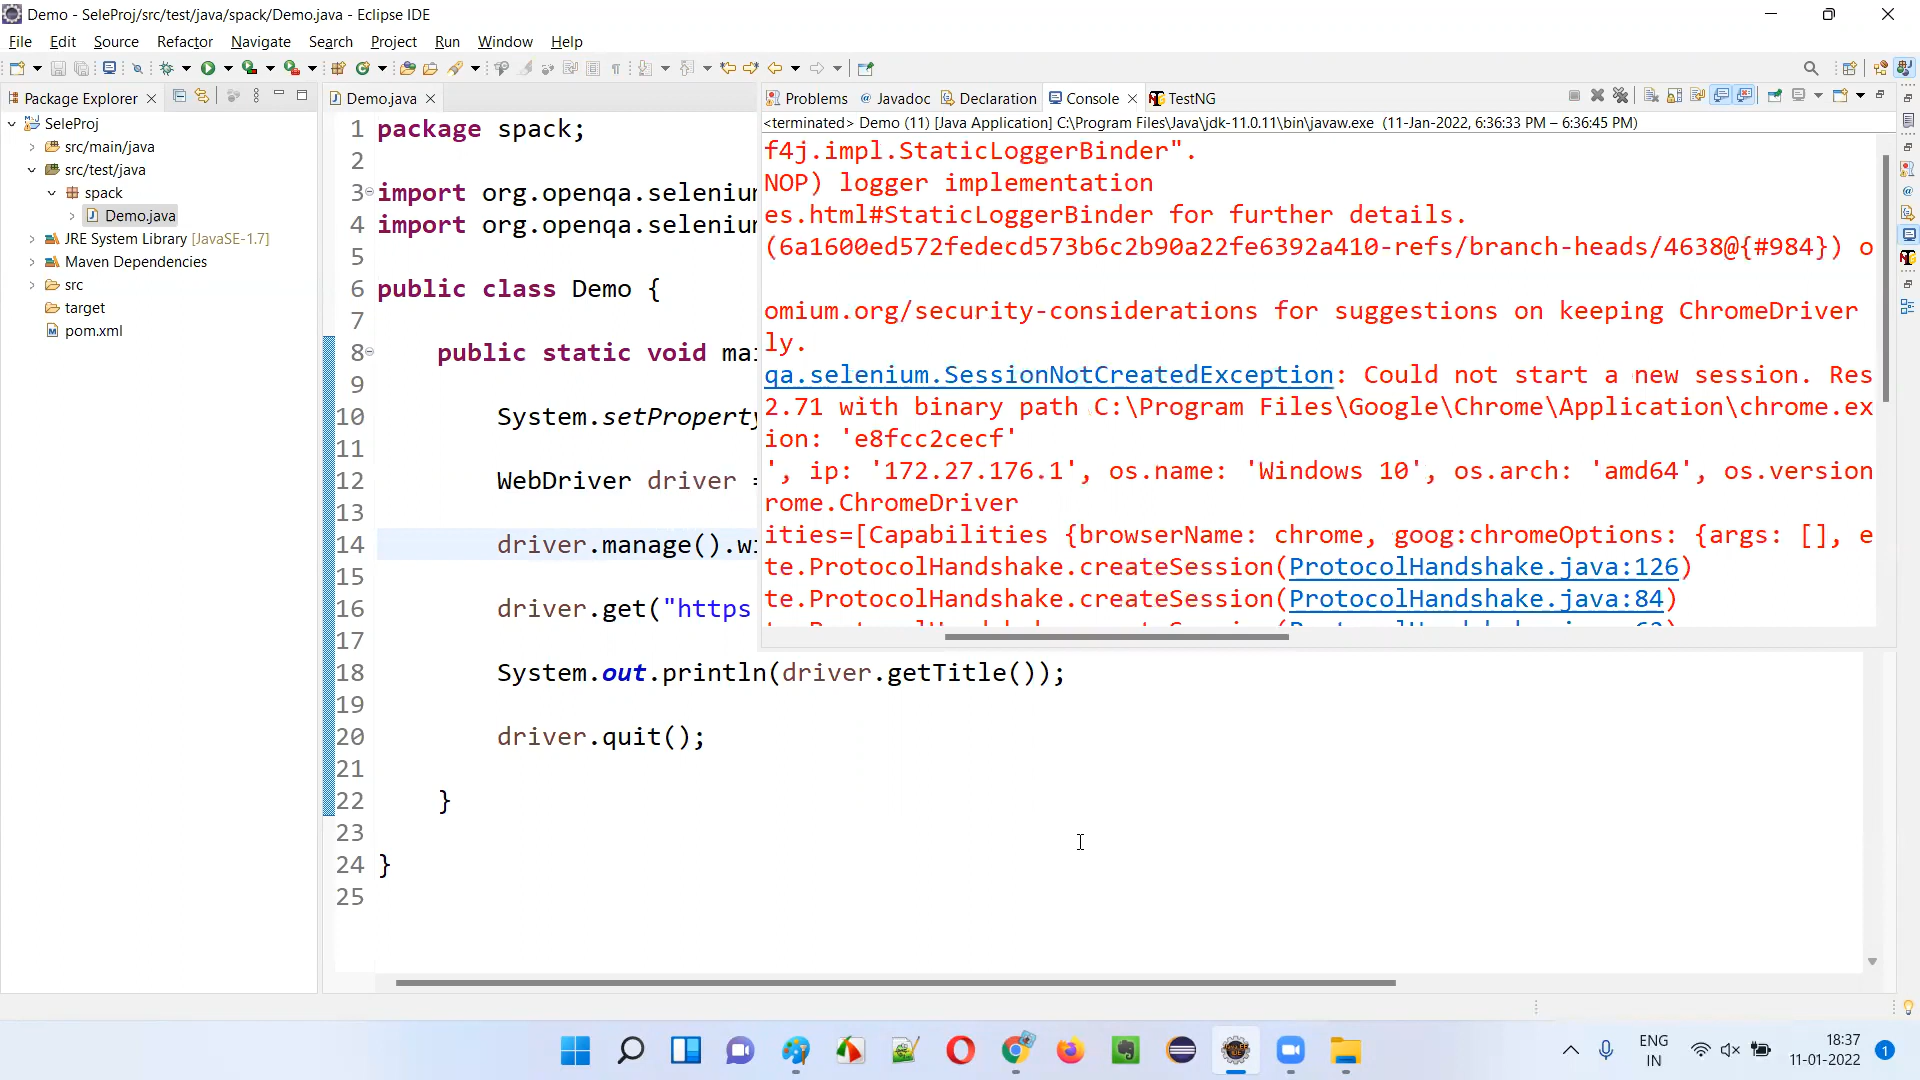 Demo - SeleProj/src/test/java/spack/Demo.java - Eclipse IDE
File Edit Source Refactor Navigate Search Project Run Window Help
Package Explorer
SeleProj
src/main/java
src/test/java
spack
Demo.java
JRE System Library [JavaSE-1.7]
Maven Dependencies
src
target
pom.xml
Demo.java
1 package spack;
2
3 import org.openqa.selenium
4 import org.openqa.selenium
5
6 public class Demo {
7
8 public static void mai
9
10 System.setProperty
11
12 WebDriver driver =
13
14 driver.manage().wi
15
16 driver.get("https
17
18 System.out.println(driver.getTitle());
19
20 driver.quit();
21
22 }
23
24 }
25
Problems Javadoc Declaration Console TestNG
<terminated> Demo (11) [Java Application] C:\Program Files\Java\jdk-11.0.11\bin\javaw.exe (11-Jan-2022, 6:36:33 PM – 6:36:45 PM)
f4j.impl.StaticLoggerBinder".
NOP) logger implementation
es.html#StaticLoggerBinder for further details.
(6a1600ed572fedecd573b6c2b90a22fe6392a410-refs/branch-heads/4638@{#984}) o
omium.org/security-considerations for suggestions on keeping ChromeDriver
ly.
qa.selenium.SessionNotCreatedException: Could not start a new session. Res
2.71 with binary path C:\Program Files\Google\Chrome\Application\chrome.ex
ion: 'e8fcc2cecf'
', ip: '172.27.176.1', os.name: 'Windows 10', os.arch: 'amd64', os.version
rome.ChromeDriver
ities=[Capabilities {browserName: chrome, goog:chromeOptions: {args: [], e
te.ProtocolHandshake.createSession(ProtocolHandshake.java:126)
te.ProtocolHandshake.createSession(ProtocolHandshake.java:84)
ENG
IN
18:37
11-01-2022
1